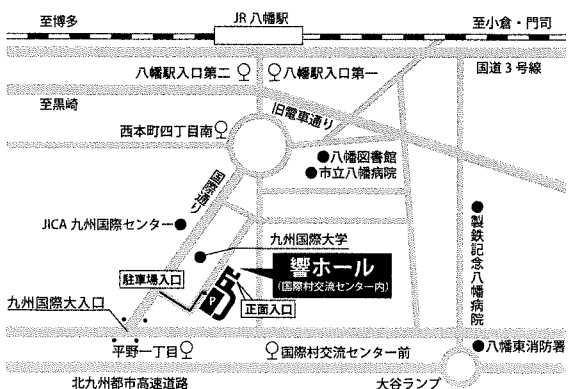 JR 八幡駅
至博多
至小倉・門司
国道3号線
八幡駅入口第二
八幡駅入口第一
至黒崎
旧電車通り
西本町四丁目南
八幡図書館
市立八幡病院
国際通り
JICA 九州国際センター
九州国際大学
製鉄記念八幡病院
響ホール
(国際村交流センター内)
駐車場入口
P
正面入口
九州国際大入口
平野一丁目
国際村交流センター前
八幡東消防署
北九州都市高速道路
大谷ランプ